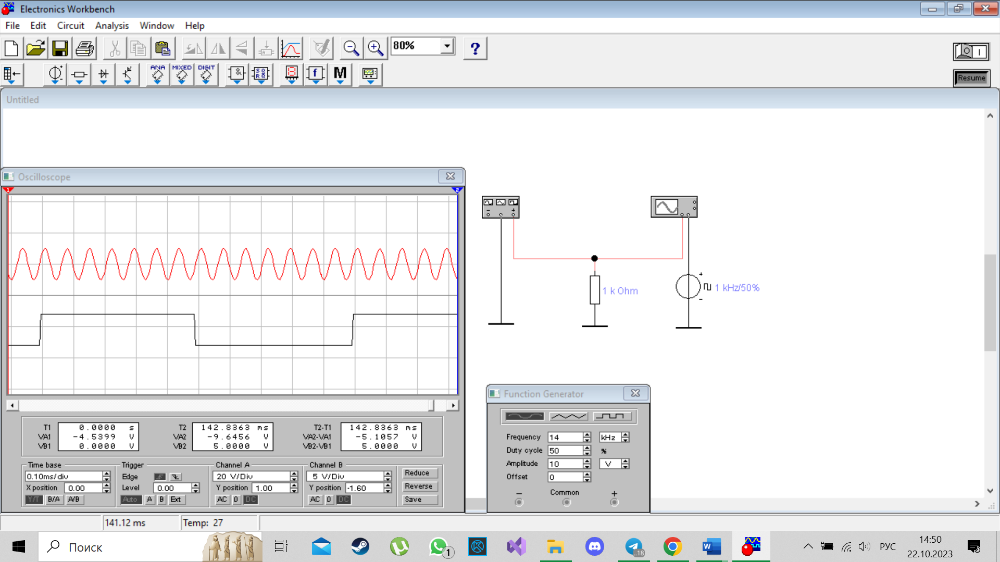 Electronics Workbench
File Edit Circuit Analysis Window Help
80% ?
ANA MIXED DIGIT f M
Resume
Untitled
Oscilloscope
1 2
1 k Ohm
1 kHz/50%
Function Generator
T1 0.0000 s T2 142.8363 ms T2-T1 142.8363 ms
VA1 -4.5399 V VA2 -9.6456 V VA2-VA1 -5.1057 V
VB1 0.0000 V VB2 5.0000 V VB2-VB1 5.0000 V
Time base Trigger Channel A Channel B
0.10ms/div Edge 20 V/Div 5 V/Div Reduce
X position 0.00 Level 0.00 Y position 1.00 Y position -1.60 Reverse
Y/T B/A A/B Auto A B Ext AC 0 DC AC 0 DC Save
Frequency 14 kHz
Duty cycle 50 %
Amplitude 10 V
Offset 0
− Common +
141.12 ms Temp: 27
Поиск
1
..18
W
РУС
14:50
22.10.2023